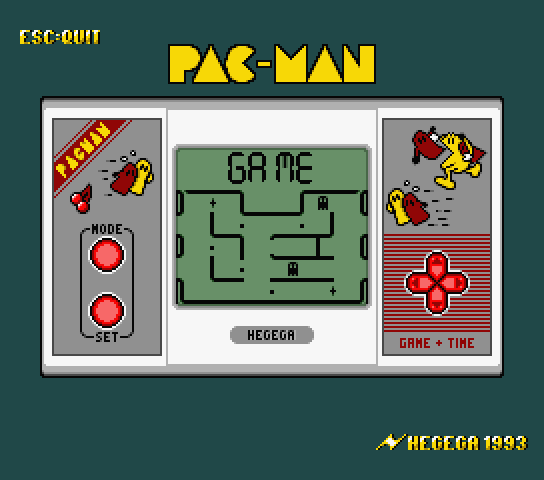 ESC:QUIT
PAC-MAN
PACMAN
MODE
SET
GAME
HEGEGA
GAME + TIME
HEGEGA 1993